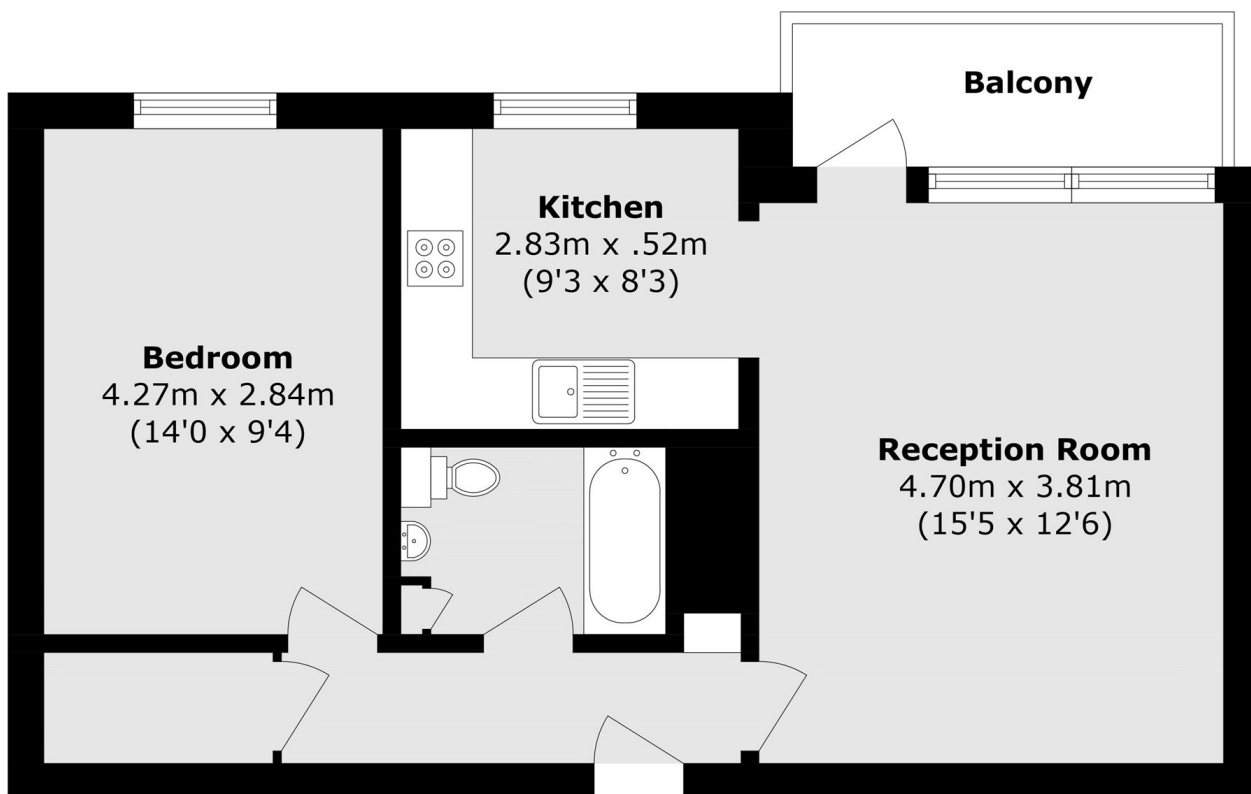 Balcony
Kitchen
2.83m x .52m
(9'3 x 8'3)
Bedroom
4.27m x 2.84m
(14'0 x 9'4)
Reception Room
4.70m x 3.81m
(15'5 x 12'6)